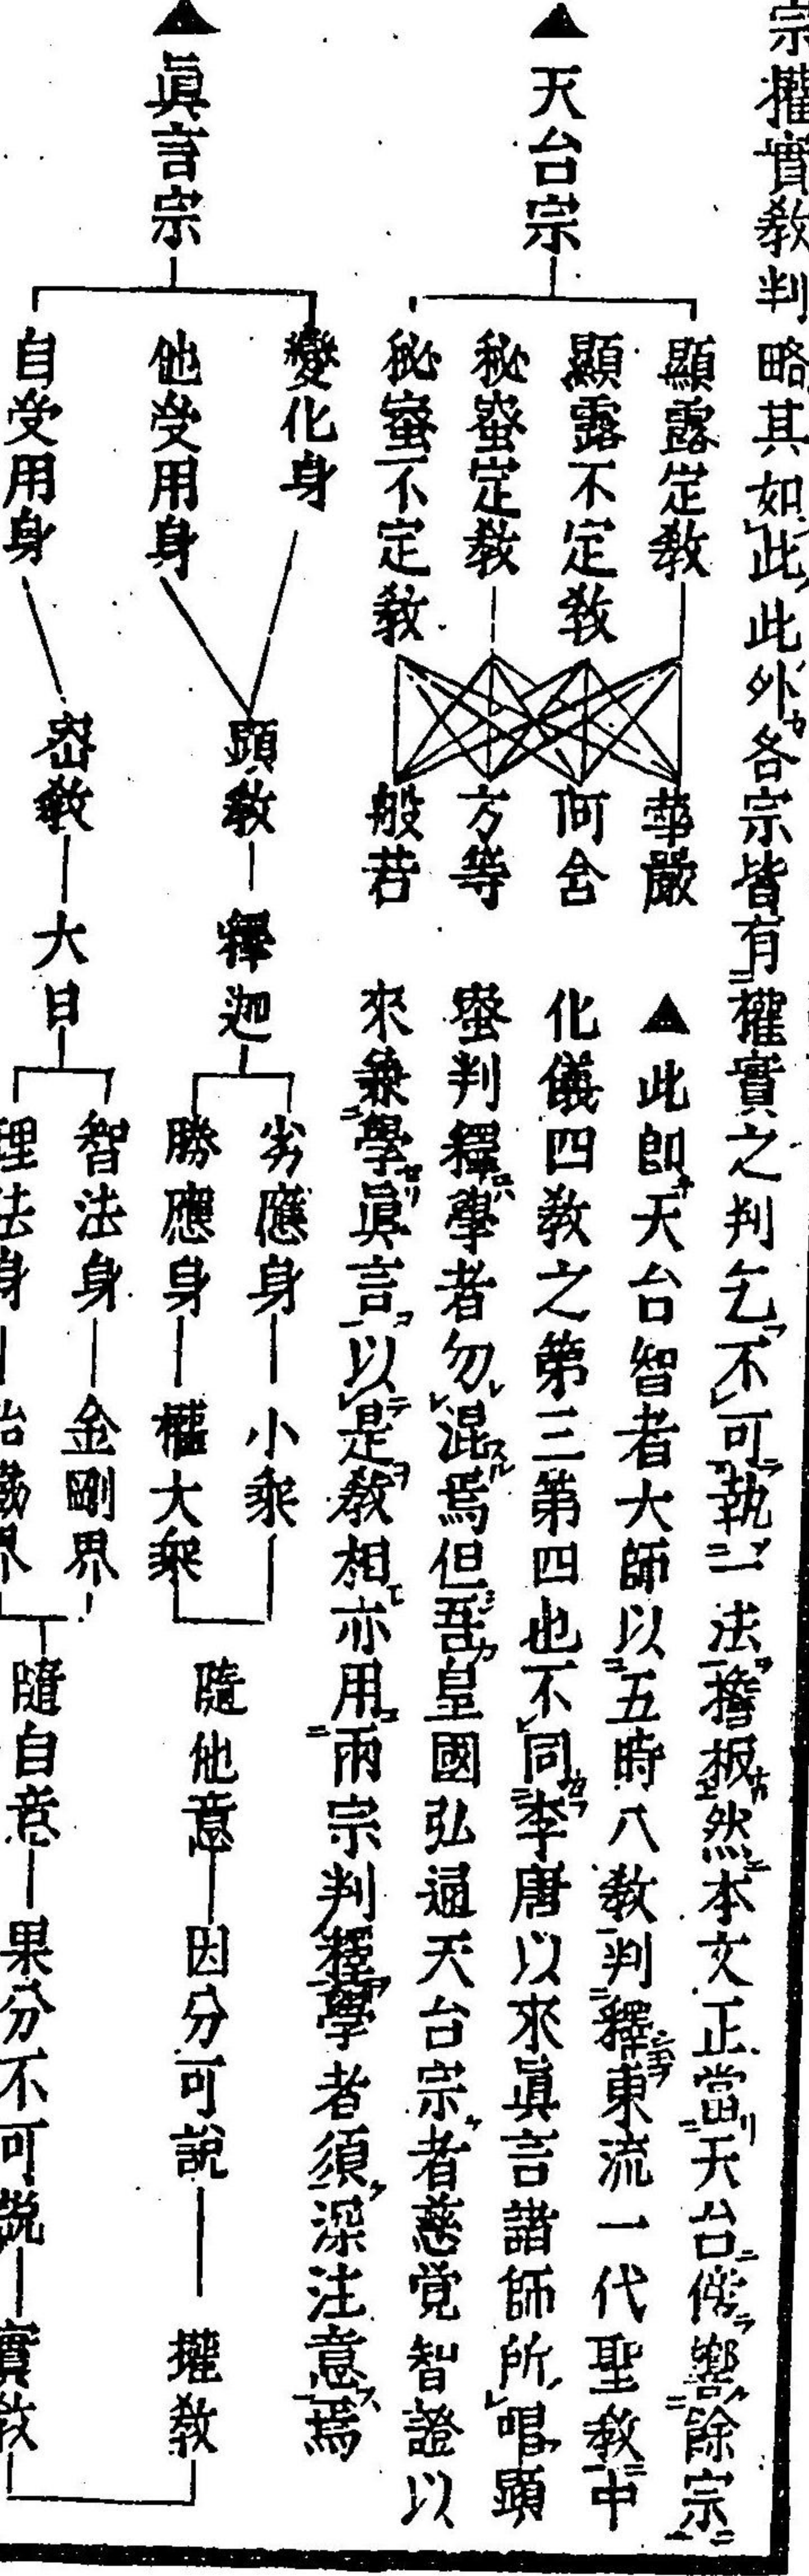 宗權實教判略其如此此外各宗皆有權實之判乞不可執一法擔板然本文正當天台傍響餘宗
▲天台宗
顯露定教
顯露不定教
秘密定教
秘密不定教
華嚴
阿含
方等
般若
▲此即天台智者大師以五時八教判釋東流一代聖教中
化儀四教之第三第四也不同李唐以來眞言諸師所唱顯
密判釋學者勿混焉但吾皇國弘通天台宗者慈覚智證以
來兼學眞言以是教相亦用兩宗判釋學者須深注意焉
▲眞言宗
變化身
他受用身
自受用身
顯教
釋迦
密教
大日
劣應身
小衆
勝應身
權大衆
智法身
金剛界
理法身
胎藏界
隨他意
因分可說
權教
隨自意
果分不可說
實教